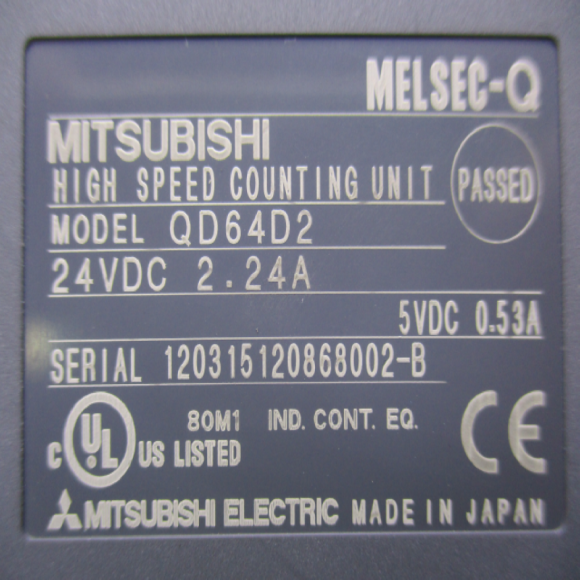 MELSEC-Q
MITSUBISHI
HIGH SPEED COUNTING UNIT
PASSED
MODEL QD64D2
24VDC 2.24A
5VDC 0.53A
SERIAL 120315120868002-B
80M1 IND. CONT. EQ.
C UL US LISTED
CE
MITSUBISHI ELECTRIC MADE IN JAPAN